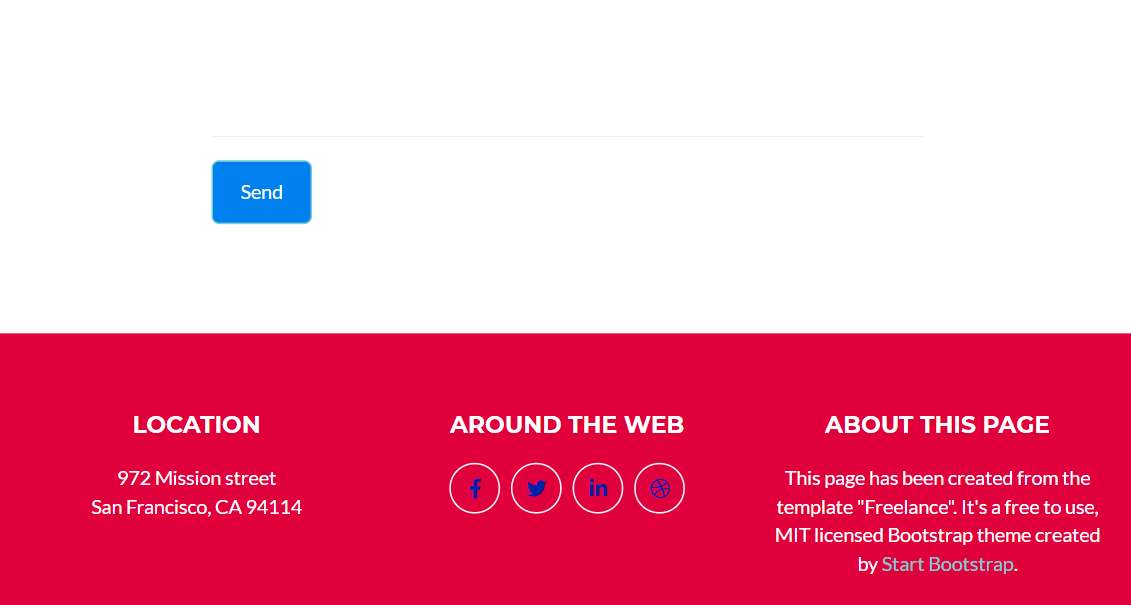 Send
LOCATION
972 Mission street
San Francisco, CA 94114
AROUND THE WEB
ABOUT THIS PAGE
This page has been created from the
template "Freelance". It's a free to use,
MIT licensed Bootstrap theme created
by Start Bootstrap.